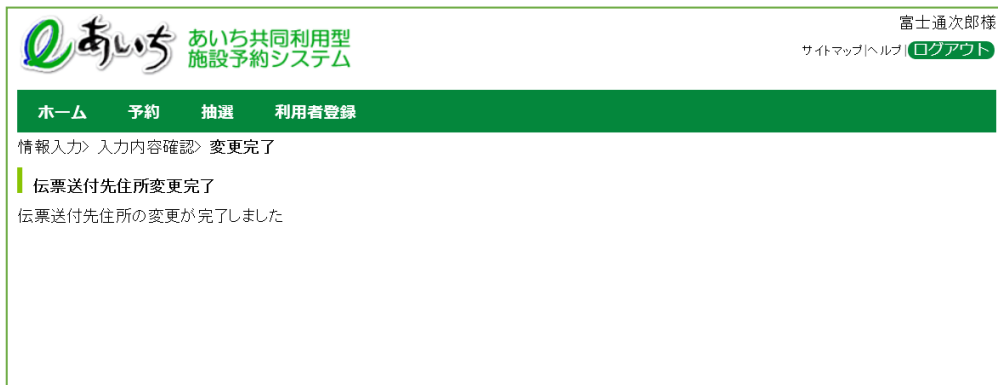 富士通次郎様
あいち あいち共同利用型
施設予約システム
サイトマップ|ヘルプ|ログアウト
ホーム 予約 抽選 利用者登録
情報入力> 入力内容確認> 変更完了
伝票送付先住所変更完了
伝票送付先住所の変更が完了しました